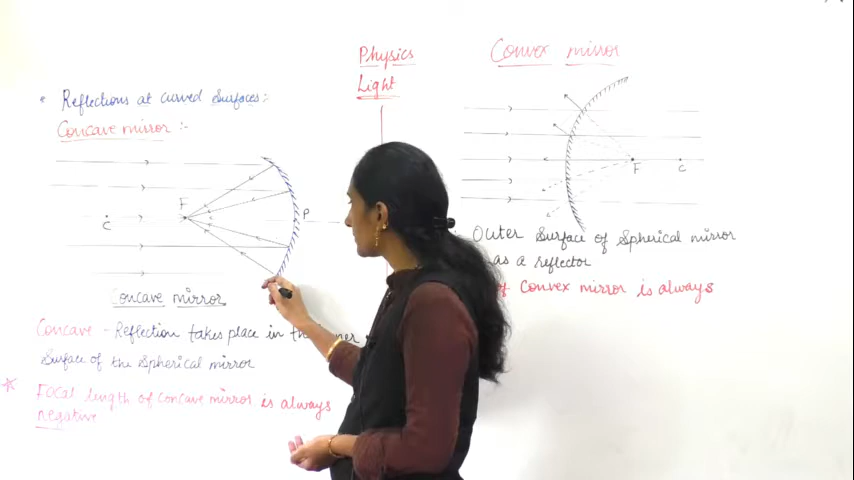 Physics
Light
• Reflections at curved surfaces:
Concave mirror :-
F
C
P
Concave mirror
Concave - Reflection takes place in
Surface of the Spherical mirror
* Focal length of concave mirror is always
negative
Convex mirror
F
C
Outer Surface of Spherical mirror
as a reflector
of Convex mirror is always